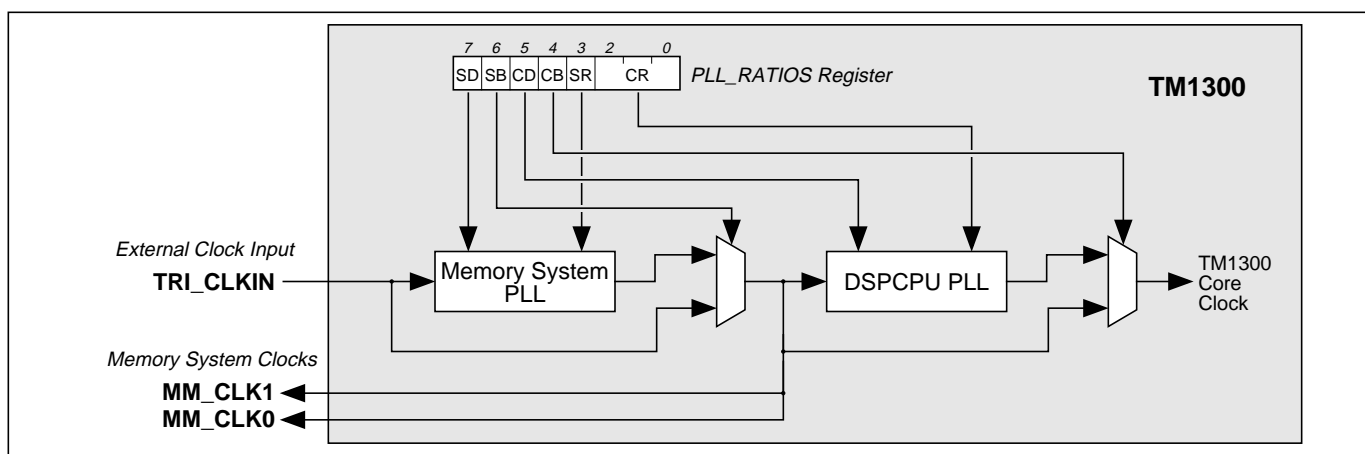 7 6 5 4 3 2 0
SD SB CD CB SR CR
PLL_RATIOS Register
TM1300
External Clock Input
TRI_CLKIN
Memory System
PLL
DSPCPU PLL
TM1300
Core
Clock
Memory System Clocks
MM_CLK1
MM_CLK0